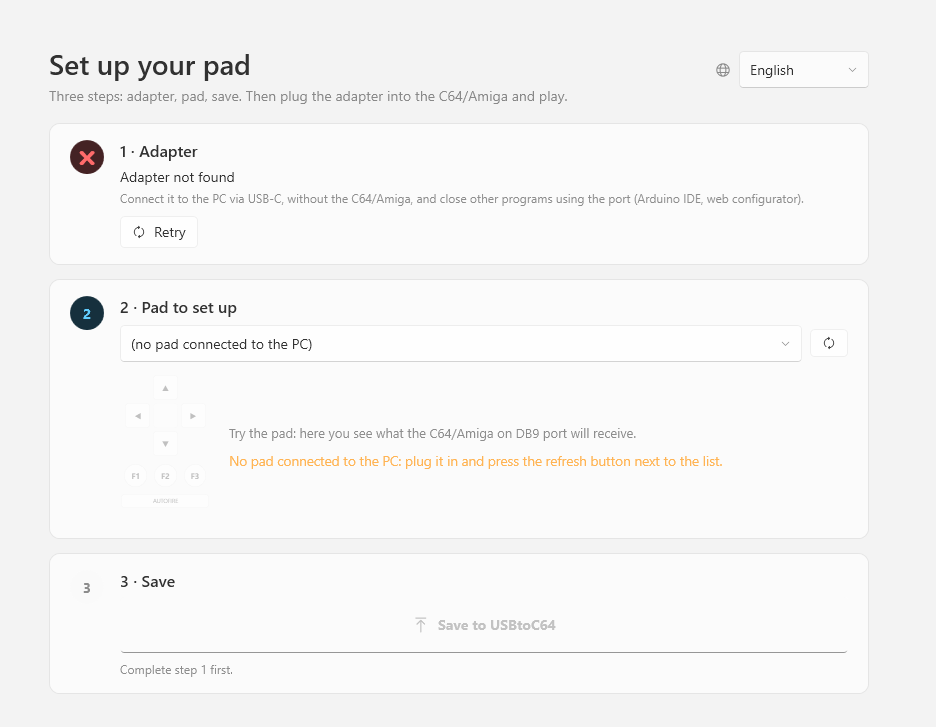 Set up your pad
English
Three steps: adapter, pad, save. Then plug the adapter into the C64/Amiga and play.
1 · Adapter
Adapter not found
Connect it to the PC via USB-C, without the C64/Amiga, and close other programs using the port (Arduino IDE, web configurator).
Retry
2
2 · Pad to set up
(no pad connected to the PC)
▲
◀ ▶
▼
F1 F2 F3
AUTOFIRE
Try the pad: here you see what the C64/Amiga on DB9 port will receive.
No pad connected to the PC: plug it in and press the refresh button next to the list.
3
3 · Save
Save to USBtoC64
Complete step 1 first.